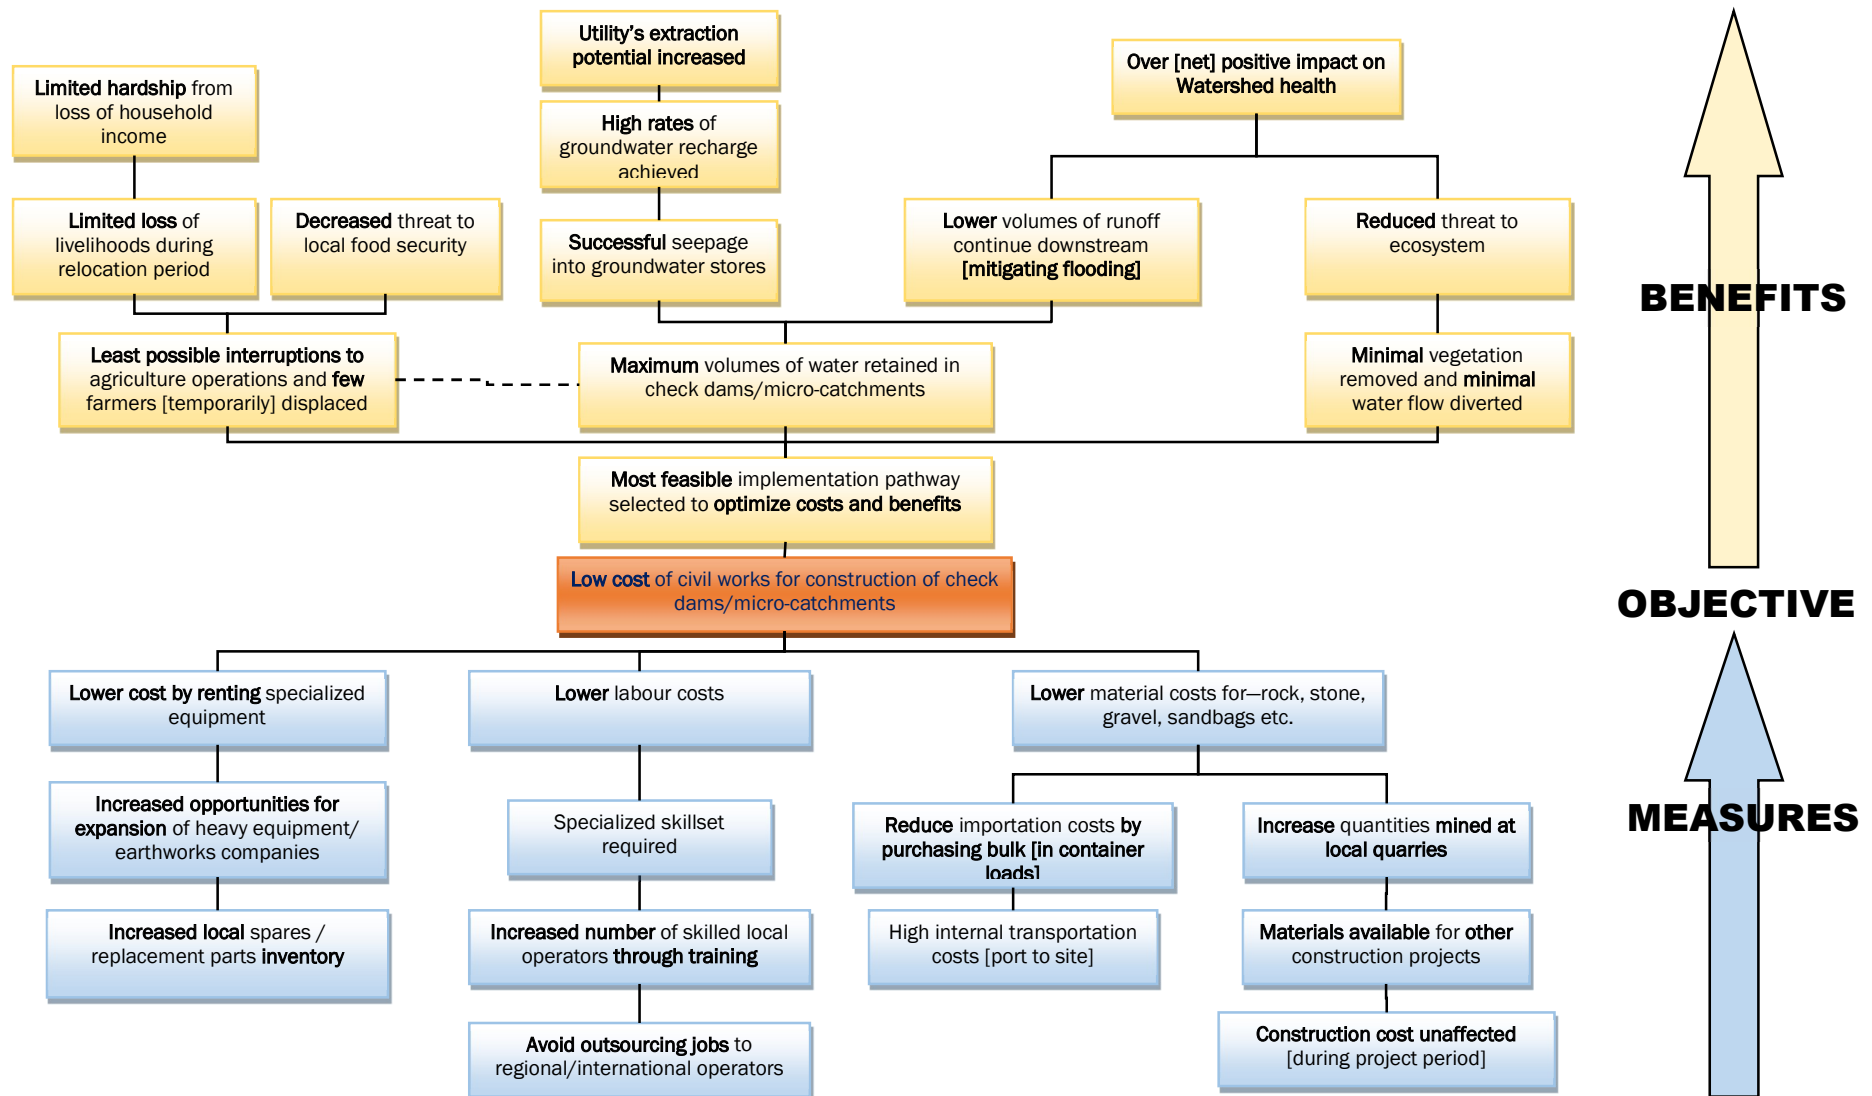 Utility’s extraction
potential increased
Over [net] positive impact on
Watershed health
Limited hardship from
loss of household
income
High rates of
groundwater recharge
achieved
Limited loss of
livelihoods during
relocation period
Decreased threat to
local food security
Successful seepage
into groundwater stores
Lower volumes of runoff
continue downstream
[mitigating flooding]
Reduced threat to
ecosystem
BENEFITS
Least possible interruptions to
agriculture operations and few
farmers [temporarily] displaced
Maximum volumes of water retained in
check dams/micro-catchments
Minimal vegetation
removed and minimal
water flow diverted
Most feasible implementation pathway
selected to optimize costs and benefits
Low cost of civil works for construction of check
dams/micro-catchments
OBJECTIVE
Lower cost by renting specialized
equipment
Lower labour costs
Lower material costs for—rock, stone,
gravel, sandbags etc.
Increased opportunities for
expansion of heavy equipment/
earthworks companies
Specialized skillset
required
Reduce importation costs by
purchasing bulk [in container
loads]
Increase quantities mined at
local quarries
MEASURES
Increased local spares /
replacement parts inventory
Increased number of skilled local
operators through training
High internal transportation
costs [port to site]
Materials available for other
construction projects
Avoid outsourcing jobs to
regional/international operators
Construction cost unaffected
[during project period]